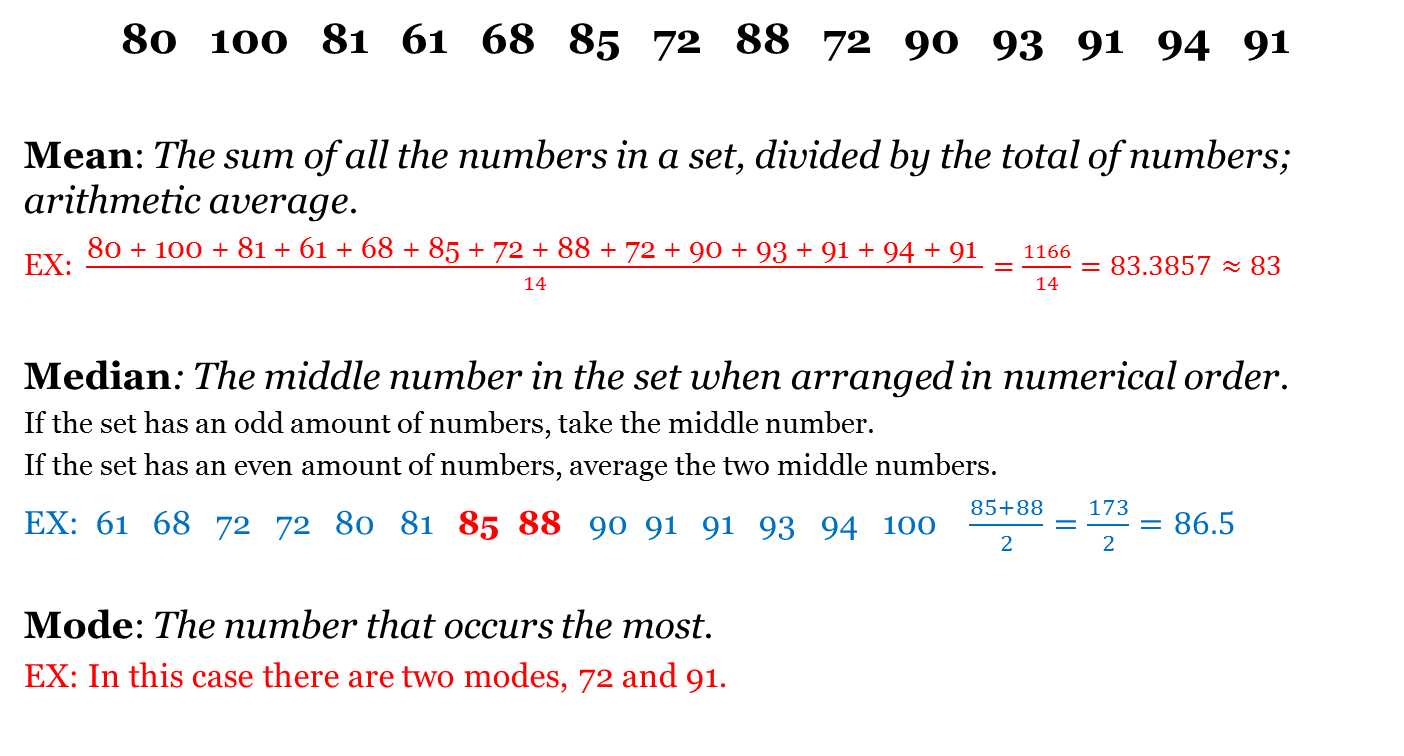 80 100 81 61 68 85 72 88 72 90 93 91 94 91
Mean: The sum of all the numbers in a set, divided by the total of numbers;
arithmetic average.
EX: \frac{80 + 100 + 81 + 61 + 68 + 85 + 72 + 88 + 72 + 90 + 93 + 91 + 94 + 91}{14} = \frac{1166}{14} = 83.3857 ≈ 83
Median: The middle number in the set when arranged in numerical order.
If the set has an odd amount of numbers, take the middle number.
If the set has an even amount of numbers, average the two middle numbers.
EX: 61 68 72 72 80 81 85 88 90 91 91 93 94 100 \frac{85+88}{2} = \frac{173}{2} = 86.5
Mode: The number that occurs the most.
EX: In this case there are two modes, 72 and 91.